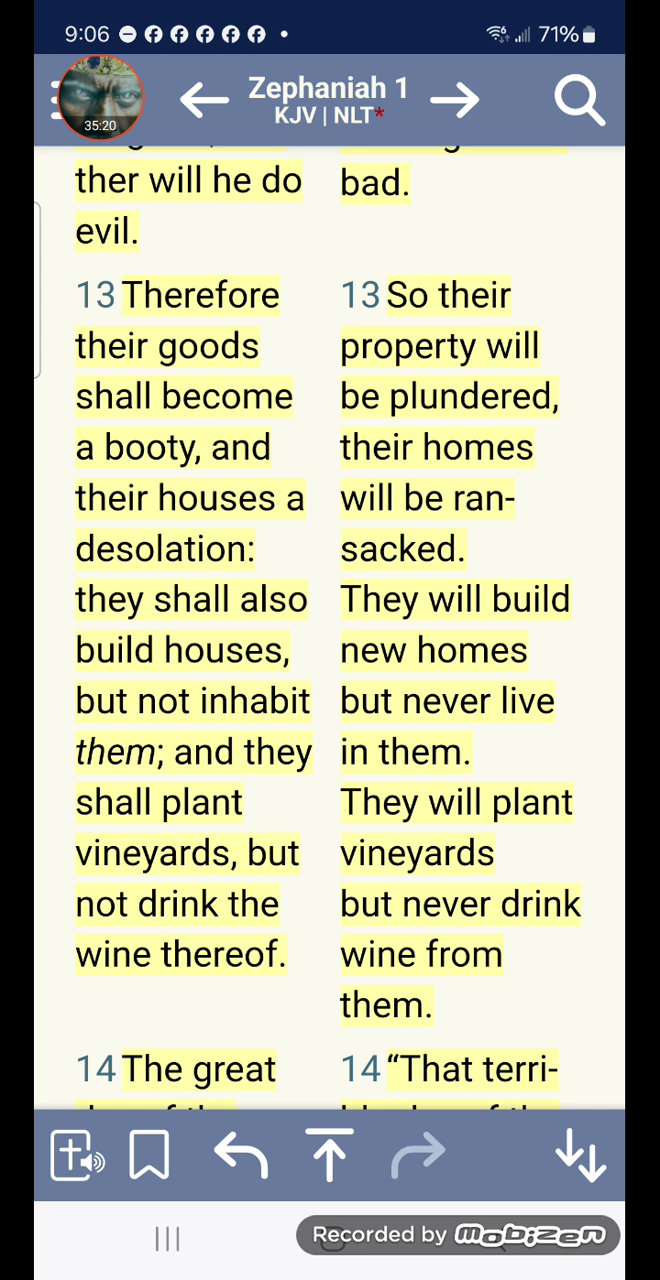 9:06
71%
35:20
Zephaniah 1
KJV | NLT*
ther will he do
evil.
13 Therefore
their goods
shall become
a booty, and
their houses a
desolation:
they shall also
build houses,
but not inhabit
them; and they
shall plant
vineyards, but
not drink the
wine thereof.
14 The great
bad.
13 So their
property will
be plundered,
their homes
will be ran-
sacked.
They will build
new homes
but never live
in them.
They will plant
vineyards
but never drink
wine from
them.
14 “That terri-
Recorded by Mobizen